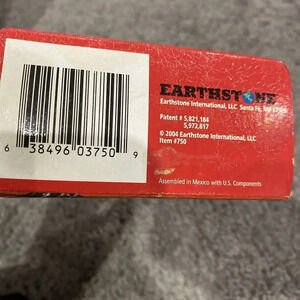 EARTHSTONE
Earthstone International, LLC Santa Fe, NM
Patent # 5,821,184
5,972,817
© 2004 Earthstone International, LLC
Item #750
6 38496 03750 9
Assembled in Mexico with U.S. Components